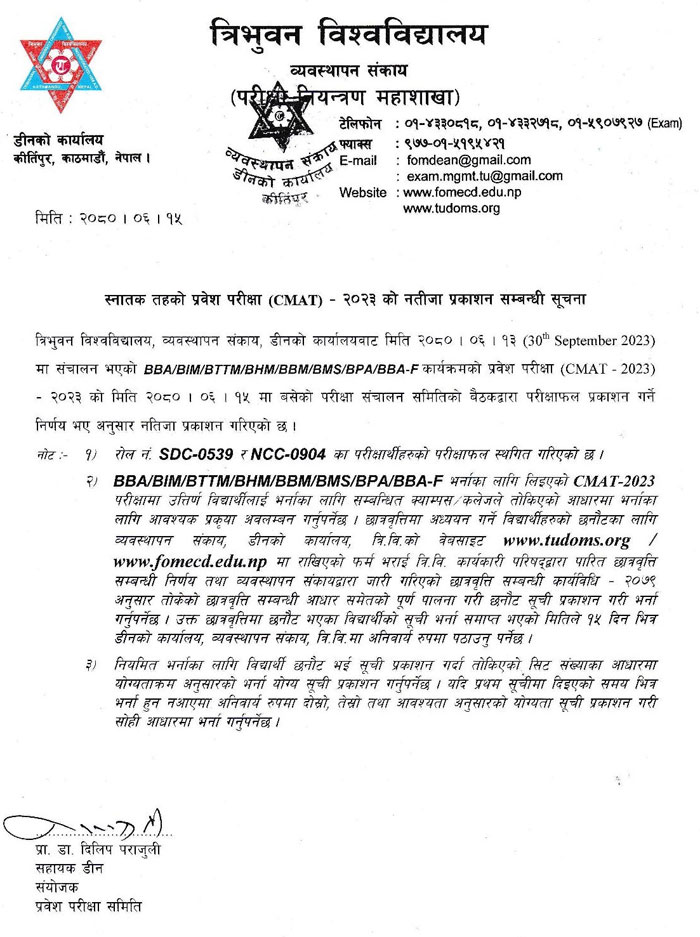 त्रिभुवन विश्वविद्यालय
व्यवस्थापन संकाय
(परीक्षा नियन्त्रण महाशाखा)
डीनको कार्यालय
कीर्तिपुर, काठमाडौं, नेपाल ।
टेलिफोन : ०१-४३३०८१८, ०१-४३३२७१८, ०१-५९०७९२७ (Exam)
फ्याक्स : ९७७-०१-५१९५४२१
E-mail : fomdean@gmail.com
: exam.mgmt.tu@gmail.com
Website : www.fomecd.edu.np
www.tudoms.org
व्यवस्थापन संकाय
डीनको कार्यालय
कीर्तिपुर
मिति : २०८० । ०६ । १५
स्नातक तहको प्रवेश परीक्षा (CMAT) - २०२३ को नतीजा प्रकाशन सम्बन्धी सूचना
त्रिभुवन विश्वविद्यालय, व्यवस्थापन संकाय, डीनको कार्यालयवाट मिति २०८० । ०६ । १३ (30th September 2023)
मा संचालन भएको BBA/BIM/BTTM/BHM/BBM/BMS/BPA/BBA-F कार्यक्रमको प्रवेश परीक्षा (CMAT - 2023)
- २०२३ को मिति २०८० । ०६ । १५ मा बसेको परीक्षा संचालन समितिको बैठकद्वारा परीक्षाफल प्रकाशन गर्ने
निर्णय भए अनुसार नतिजा प्रकाशन गरिएको छ ।
नोट :- १) रोल नं. SDC-0539 र NCC-0904 का परीक्षार्थीहरुको परीक्षाफल स्थगित गरिएको छ ।
२) BBA/BIM/BTTM/BHM/BBM/BMS/BPA/BBA-F भर्नाका लागि लिइएको CMAT-2023
परीक्षामा उत्तिर्ण विद्यार्थीलाई भर्नाका लागि सम्बन्धित क्याम्पस/कलेजले तोकिएको आधारमा भर्नाका
लागि आवश्यक प्रकृया अवलम्बन गर्नुपर्नेछ । छात्रवृत्तिमा अध्ययन गर्ने विद्यार्थीहरुको छनौटका लागि
व्यवस्थापन संकाय, डीनको कार्यालय, त्रि.वि.को वेबसाइट www.tudoms.org /
www.fomecd.edu.np मा राखिएको फर्म भराई त्रि.वि. कार्यकारी परिषद्द्वारा पारित छात्रवृत्ति
सम्बन्धी निर्णय तथा व्यवस्थापन संकायद्वारा जारी गरिएको छात्रवृत्ति सम्बन्धी कार्यविधि - २०७९
अनुसार तोकेको छात्रवृत्ति सम्बन्धी आधार समेतको पूर्ण पालना गरी छनौट सूची प्रकाशन गरी भर्ना
गर्नुपर्नेछ । उक्त छात्रवृत्तिमा छनौट भएका विद्यार्थीको सूची भर्ना समाप्त भएको मितिले १५ दिन भित्र
डीनको कार्यालय, व्यवस्थापन संकाय, त्रि.वि.मा अनिवार्य रुपमा पठाउनु पर्नेछ ।
३) नियमित भर्नाका लागि विद्यार्थी छनौट भई सूची प्रकाशन गर्दा तोकिएको सिट संख्याका आधारमा
योग्यताक्रम अनुसारको भर्ना योग्य सूची प्रकाशन गर्नुपर्नेछ । यदि प्रथम सूचीमा दिइएको समय भित्र
भर्ना हुन नआएमा अनिवार्य रुपमा दोस्रो, तेस्रो तथा आवश्यता अनुसारको योग्यता सूची प्रकाशन गरी
सोही आधारमा भर्ना गर्नुपर्नेछ ।
प्रा. डा. दिलिप पराजुली
सहायक डीन
संयोजक
प्रवेश परीक्षा समिति